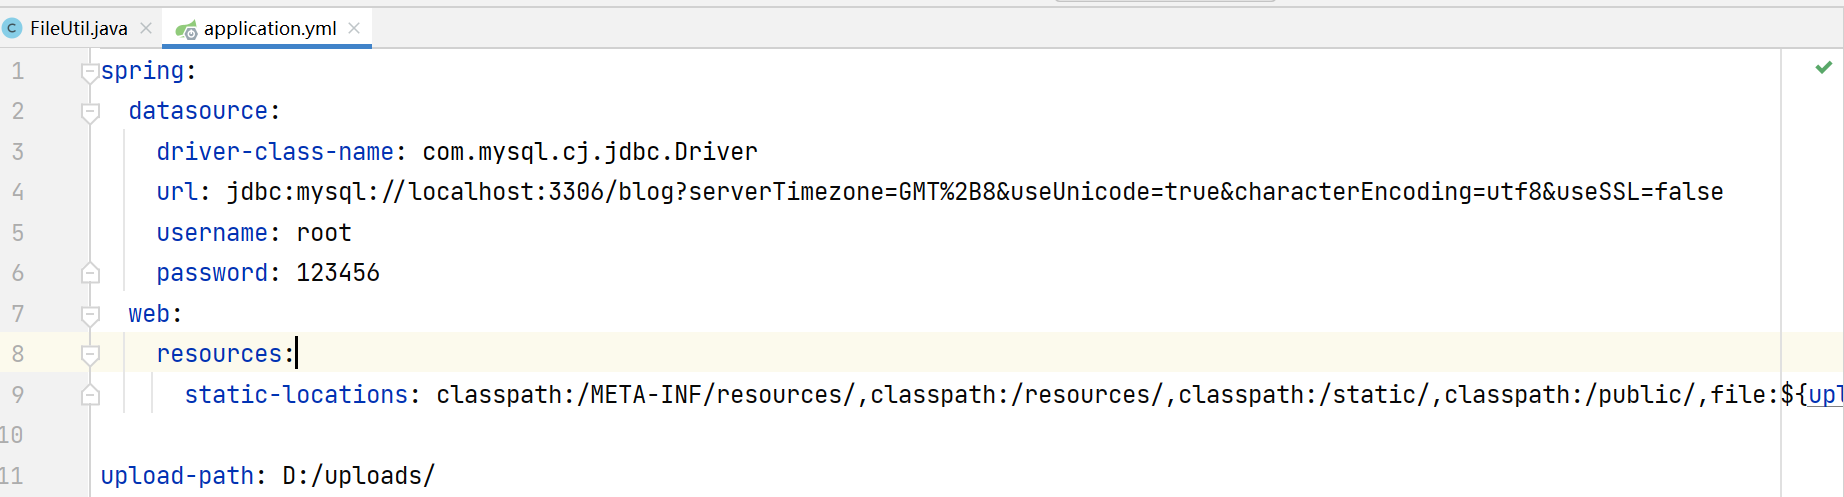 FileUtil.java application.yml
1 spring:
2 datasource:
3 driver-class-name: com.mysql.cj.jdbc.Driver
4 url: jdbc:mysql://localhost:3306/blog?serverTimezone=GMT%2B8&useUnicode=true&characterEncoding=utf8&useSSL=false
5 username: root
6 password: 123456
7 web:
8 resources:
9 static-locations: classpath:/META-INF/resources/,classpath:/resources/,classpath:/static/,classpath:/public/,file:${upl
10
11 upload-path: D:/uploads/